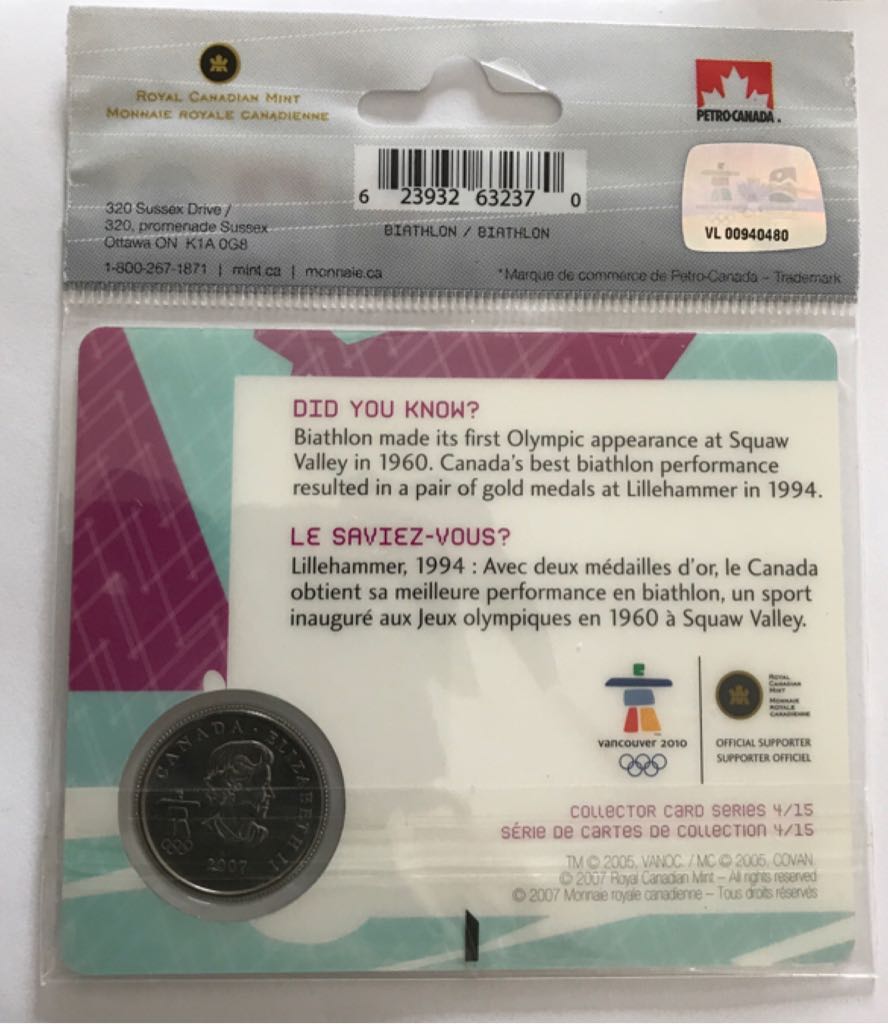 ROYAL CANADIAN MINT
MONNAIE ROYALE CANADIENNE
PETRO-CANADA*
6 23932 63237 0
VL 00940480
320 Sussex Drive /
320, promenade Sussex
Ottawa ON K1A 0G8
BIATHLON / BIATHLON
1-800-267-1871 | mint.ca | monnaie.ca
*Marque de commerce de Petro-Canada – Trademark
DID YOU KNOW?
Biathlon made its first Olympic appearance at Squaw
Valley in 1960. Canada's best biathlon performance
resulted in a pair of gold medals at Lillehammer in 1994.
LE SAVIEZ-VOUS?
Lillehammer, 1994 : Avec deux médailles d'or, le Canada
obtient sa meilleure performance en biathlon, un sport
inauguré aux Jeux olympiques en 1960 à Squaw Valley.
ROYAL
CANADIAN
MINT
MONNAIE
ROYALE
CANADIENNE
vancouver 2010
OFFICIAL SUPPORTER
SUPPORTER OFFICIEL
CANADA · ELIZABETH II
2007
COLLECTOR CARD SERIES 4/15
SÉRIE DE CARTES DE COLLECTION 4/15
TM © 2005, VANOC. / MC © 2005, COVAN.
© 2007 Royal Canadian Mint – All rights reserved
© 2007 Monnaie royale canadienne – Tous droits réservés